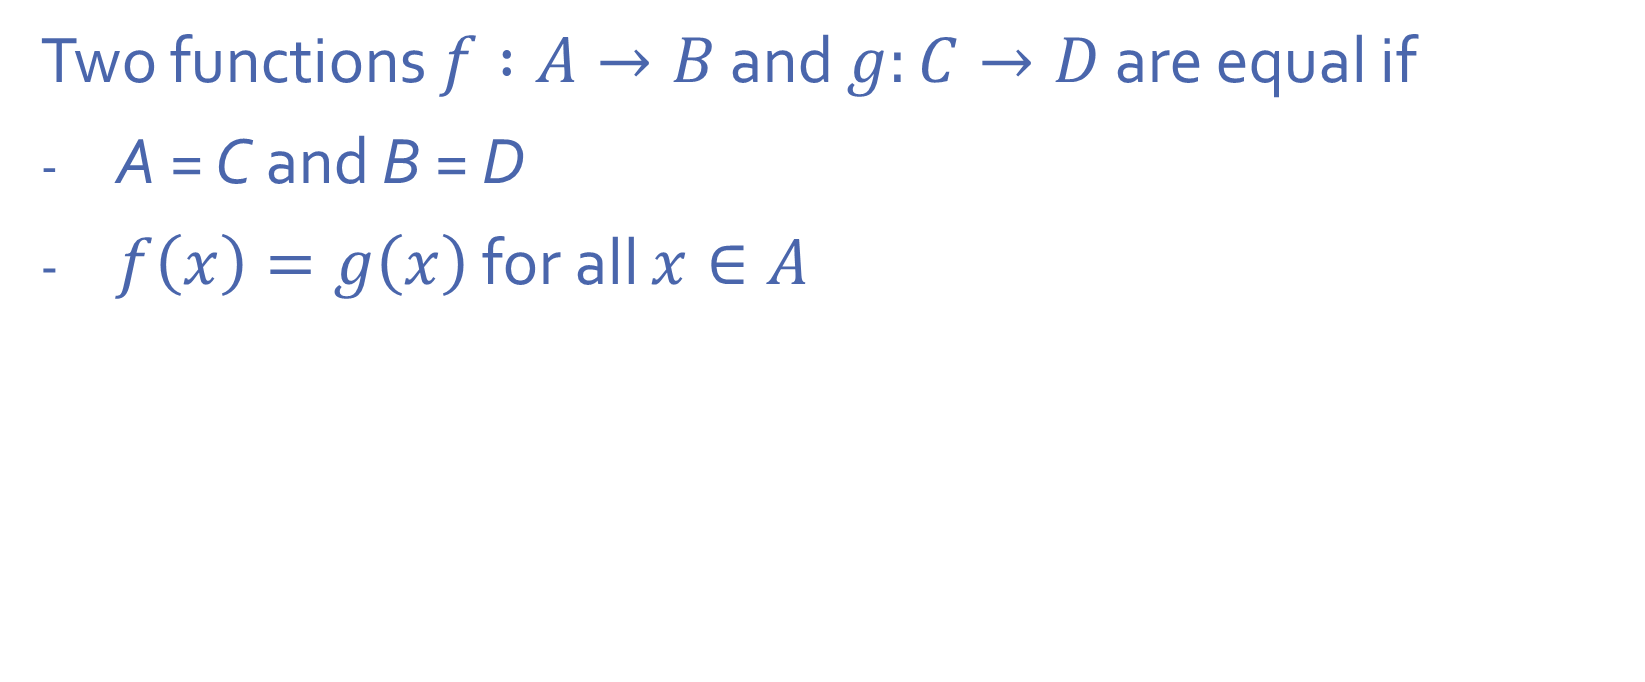 Two functions f : A → B and g: C → D are equal if
- A = C and B = D
- f(x) = g(x) for all x ∈ A